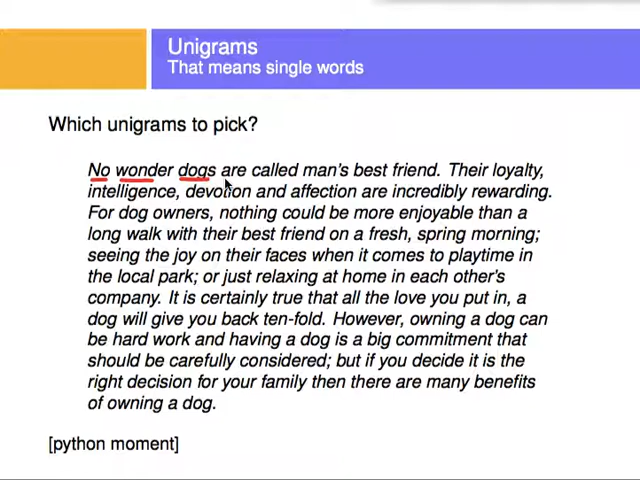 Unigrams
That means single words
Which unigrams to pick?
No wonder dogs are called man's best friend. Their loyalty,
intelligence, devotion and affection are incredibly rewarding.
For dog owners, nothing could be more enjoyable than a
long walk with their best friend on a fresh, spring morning;
seeing the joy on their faces when it comes to playtime in
the local park; or just relaxing at home in each other's
company. It is certainly true that all the love you put in, a
dog will give you back ten-fold. However, owning a dog can
be hard work and having a dog is a big commitment that
should be carefully considered; but if you decide it is the
right decision for your family then there are many benefits
of owning a dog.
[python moment]